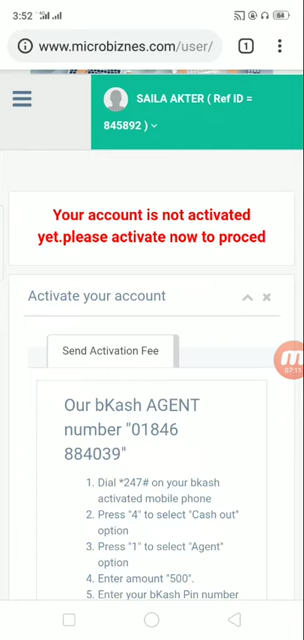 3:52
84
www.microbiznes.com/user/
1
SAILA AKTER ( Ref ID =
845892 )
Your account is not activated
yet.please activate now to proced
Activate your account
Send Activation Fee
07:11
Our bKash AGENT
number "01846
884039"
1. Dial *247# on your bkash
activated mobile phone
2. Press "4" to select "Cash out"
option
3. Press "1" to select "Agent"
option
4. Enter amount "500".
5. Enter your bKash Pin number